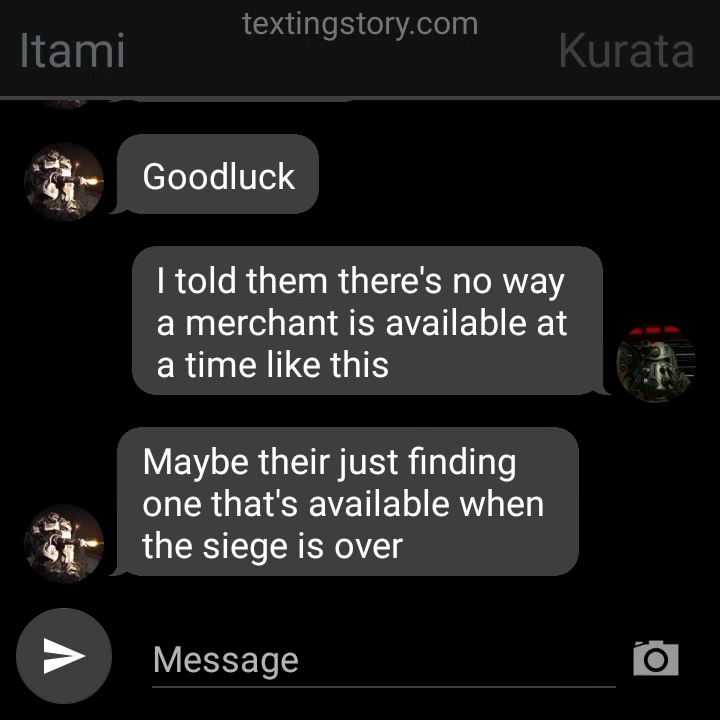 textingstory.com
Itami
Kurata
Goodluck
I told them there's no way
a merchant is available at
a time like this
Maybe their just finding
one that's available when
the siege is over
Message